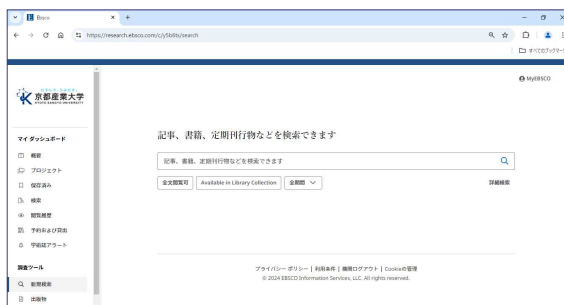 Ebsco
https://research.ebsco.com/c/y5b6ts/search
すべてのブックマーク
MyEBSCO
京都産業大学
KYOTO SANGYO UNIVERSITY
マイ ダッシュボード
概要
プロジェクト
保存済み
検索
閲覧履歴
予約および貸出
学術誌アラート
調査ツール
新規検索
出版物
記事、書籍、定期刊行物などを検索できます
記事、書籍、定期刊行物などを検索できます
全文閲覧可 Available in Library Collection 全期間
詳細検索
プライバシー ポリシー | 利用条件 | 機関ログアウト | Cookieの管理
© 2024 EBSCO Information Services, LLC. All rights reserved.